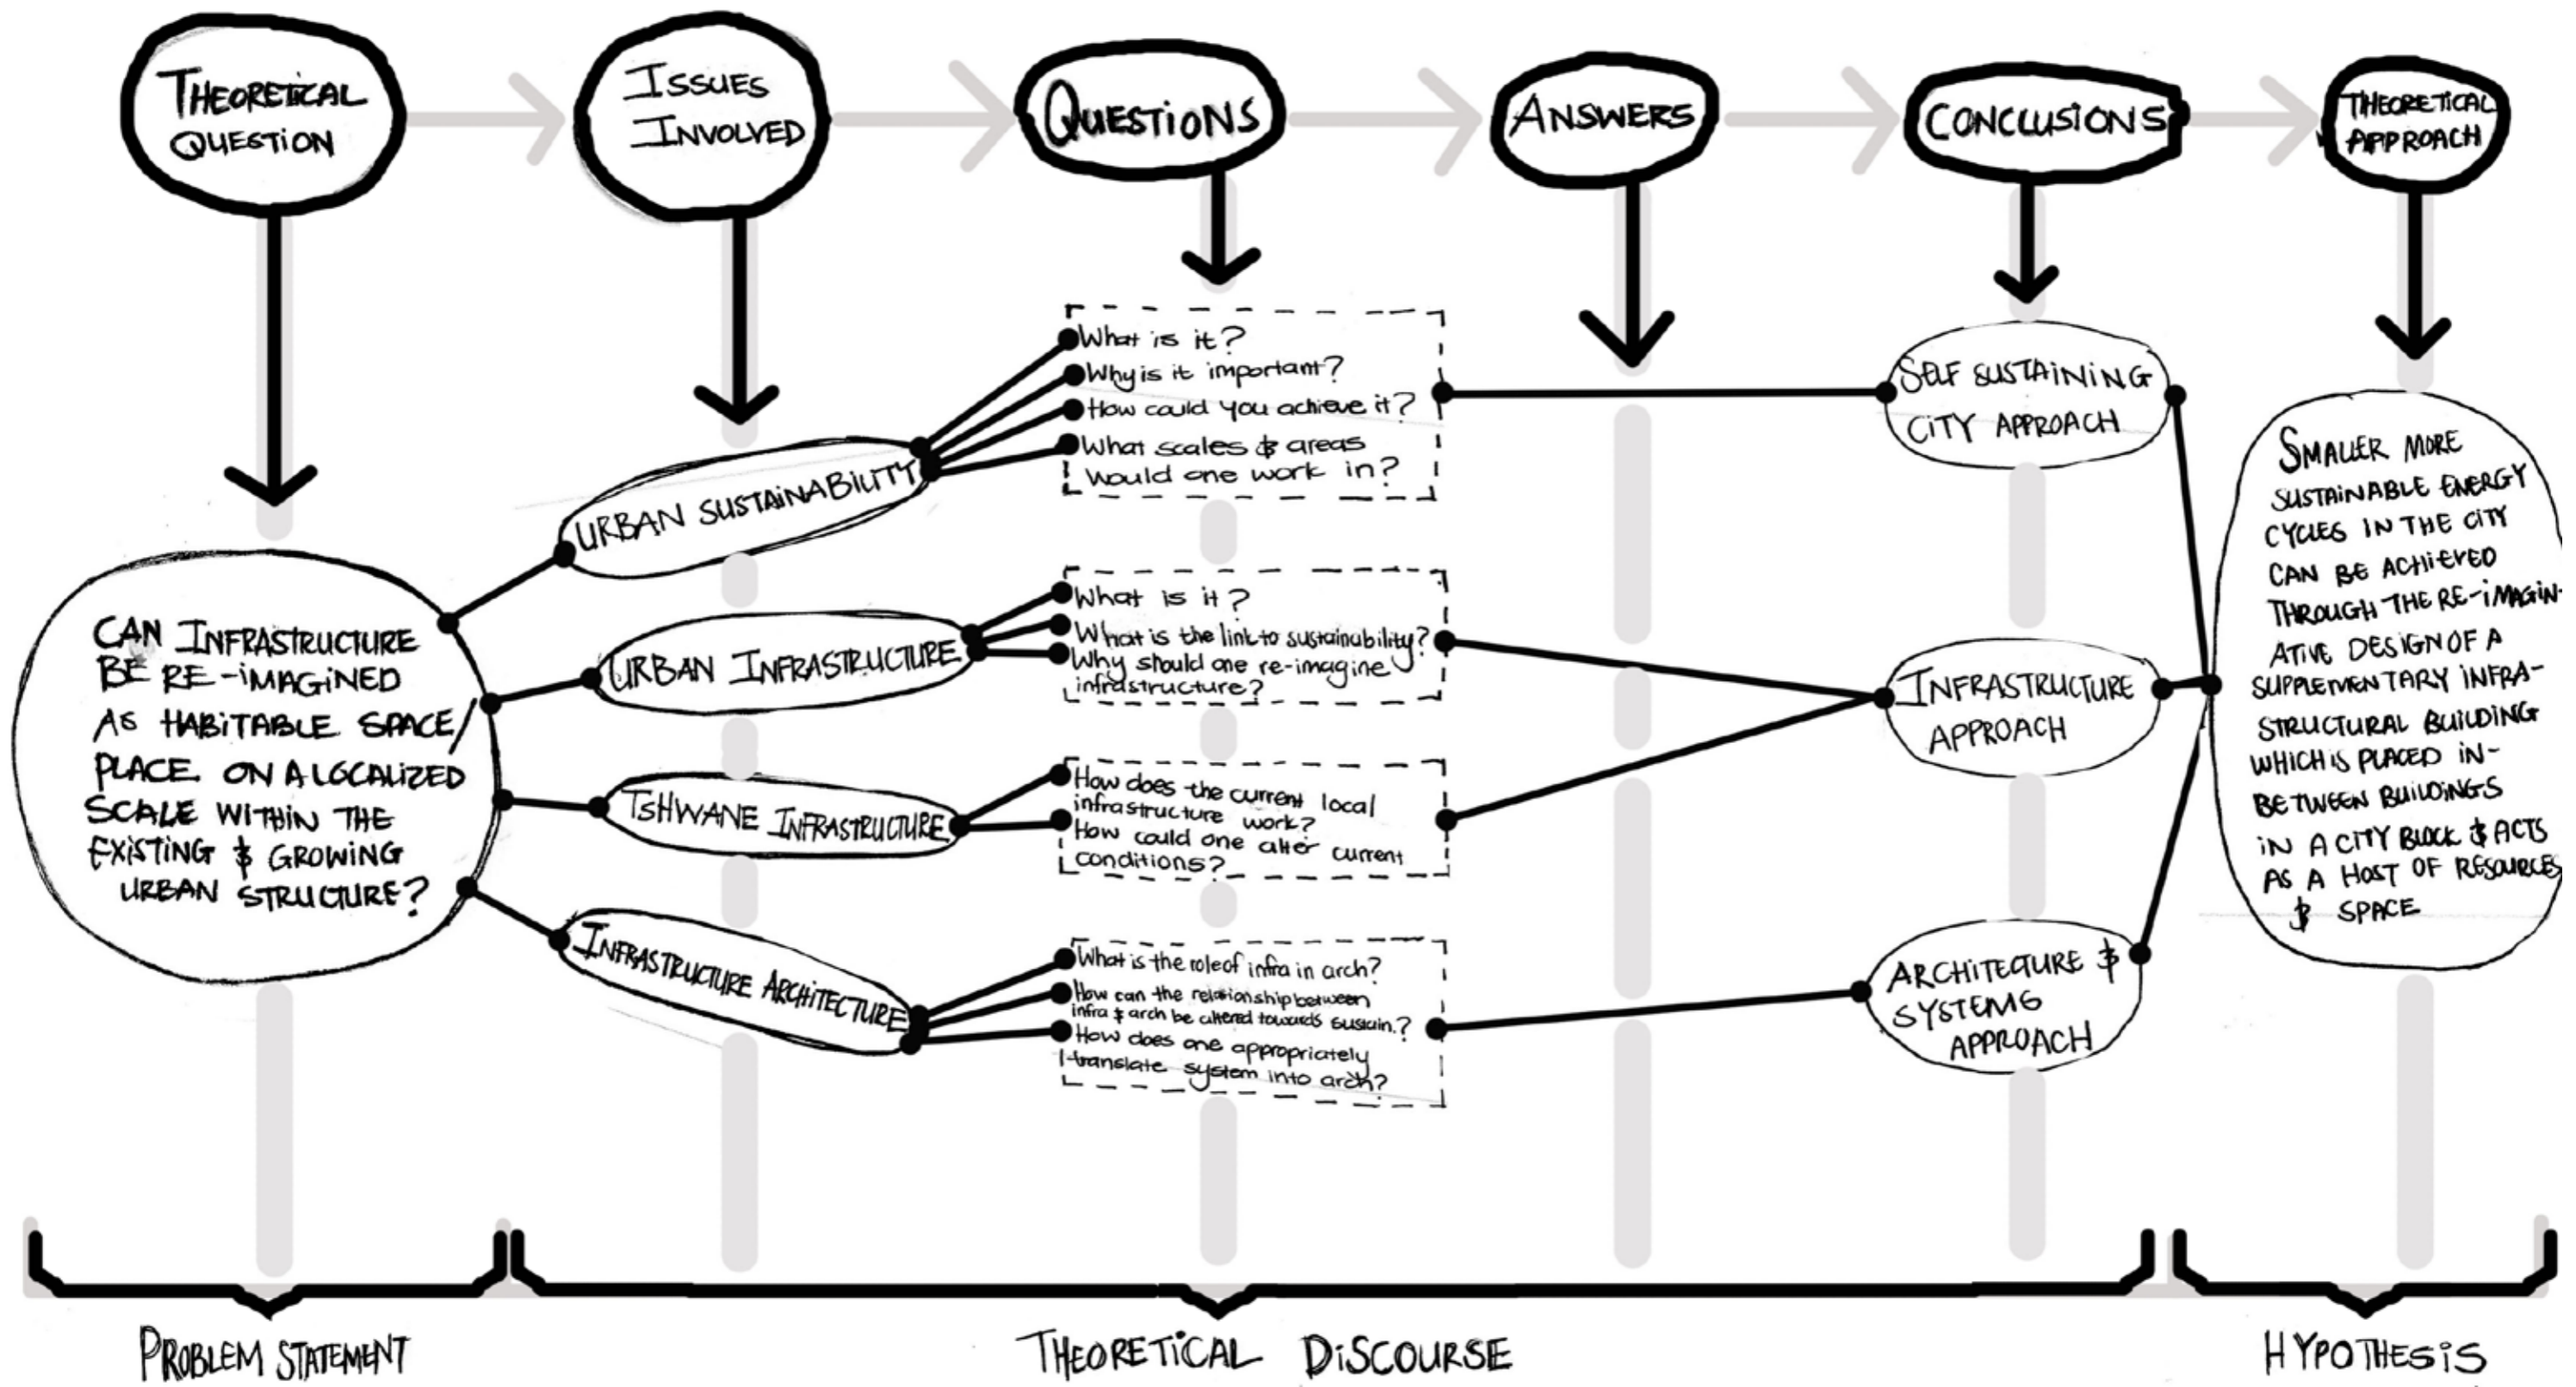 THEORETICAL
QUESTION
ISSUES
INVOLVED
QUESTIONS
ANSWERS
CONCLUSIONS
THEORETICAL
APPROACH
CAN INFRASTRUCTURE
BE RE-IMAGINED
AS HABITABLE SPACE/
PLACE ON A LOCALIZED
SCALE WITHIN THE
EXISTING & GROWING
URBAN STRUCTURE?
URBAN SUSTAINABILITY
URBAN INFRASTRUCTURE
TSHWANE INFRASTRUCTURE
INFRASTRUCTURE ARCHITECTURE
What is it?
Why is it important?
How could you achieve it?
What scales & areas
would one work in?
What is it?
What is the link to sustainability?
Why should one re-imagine
infrastructure?
How does the current local
infrastructure work?
How could one alter current
conditions?
What is the role of infra in arch?
How can the relationship between
infra & arch be altered towards sustain.?
How does one appropriately
translate system into arch?
SELF SUSTAINING
CITY APPROACH
INFRASTRUCTURE
APPROACH
ARCHITECTURE &
SYSTEMS
APPROACH
SMALLER MORE
SUSTAINABLE ENERGY
CYCLES IN THE CITY
CAN BE ACHIEVED
THROUGH THE RE-IMAGIN-
ATIVE DESIGN OF A
SUPPLEMENTARY INFRA-
STRUCTURAL BUILDING
WHICH IS PLACED IN-
BETWEEN BUILDINGS
IN A CITY BLOCK & ACTS
AS A HOST OF RESOURCES
& SPACE
PROBLEM STATEMENT
THEORETICAL DISCOURSE
HYPOTHESIS